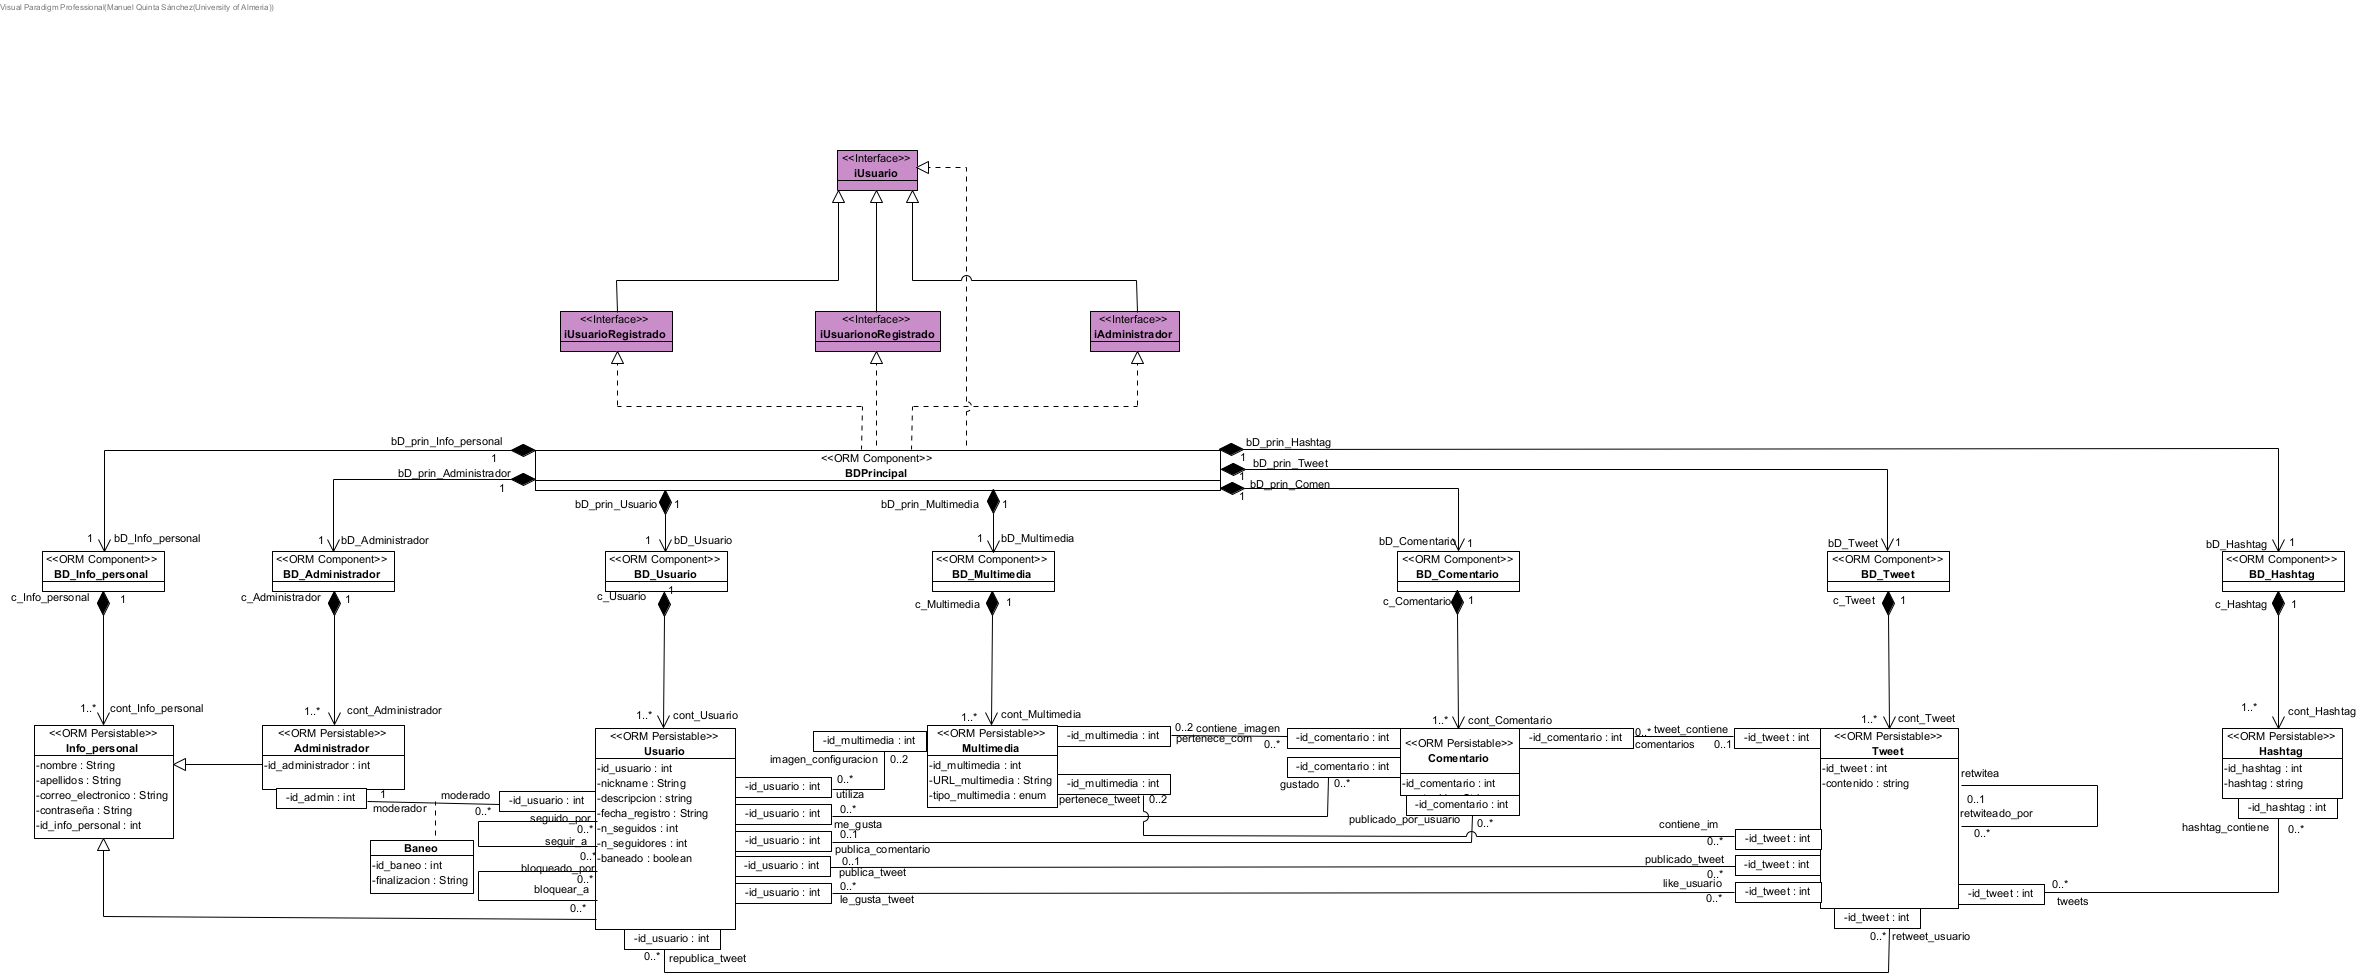 Visual Paradigm Professional(Manuel Quinta Sánchez(University of Almeria))
<<Interface>>
iUsuario
<<Interface>>
iUsuarioRegistrado
<<Interface>>
iUsuarionoRegistrado
<<Interface>>
iAdministrador
bD_prin_Info_personal
1
bD_prin_Administrador
1
<<ORM Component>>
BDPrincipal
bD_prin_Hashtag
1
bD_prin_Tweet
1
bD_prin_Comen
1
bD_prin_Usuario
1
bD_prin_Multimedia
1
1
bD_Info_personal
1
bD_Administrador
1
bD_Usuario
1
bD_Multimedia
bD_Comentario
1
bD_Tweet
1
bD_Hashtag
1
<<ORM Component>>
BD_Info_personal
<<ORM Component>>
BD_Administrador
<<ORM Component>>
BD_Usuario
<<ORM Component>>
BD_Multimedia
<<ORM Component>>
BD_Comentario
<<ORM Component>>
BD_Tweet
<<ORM Component>>
BD_Hashtag
c_Info_personal
1
c_Administrador
1
c_Usuario
1
c_Multimedia
1
c_Comentario
1
c_Tweet
1
c_Hashtag
1
1..*
cont_Info_personal
1..*
cont_Administrador
1..*
cont_Usuario
1..*
cont_Multimedia
1..*
cont_Comentario
1..*
cont_Tweet
1..*
cont_Hashtag
<<ORM Persistable>>
Info_personal
-nombre : String
-apellidos : String
-correo_electronico : String
-contraseña : String
-id_info_personal : int
<<ORM Persistable>>
Administrador
-id_administrador : int
-id_admin : int
1
moderador
moderado
0..*
-id_usuario : int
Baneo
-id_baneo : int
-finalizacion : String
seguido_por
0..*
seguir_a
0..*
bloqueado_por
0..*
bloquear_a
0..*
<<ORM Persistable>>
Usuario
-id_usuario : int
-nickname : String
-descripcion : string
-fecha_registro : String
-n_seguidos : int
-n_seguidores : int
-baneado : boolean
-id_usuario : int
0..*
utiliza
-id_usuario : int
0..*
me_gusta
-id_usuario : int
0..1
publica_comentario
-id_usuario : int
0..1
publica_tweet
-id_usuario : int
0..*
le_gusta_tweet
-id_usuario : int
0..*
republica_tweet
-id_multimedia : int
imagen_configuracion
0..2
<<ORM Persistable>>
Multimedia
-id_multimedia : int
-URL_multimedia : String
-tipo_multimedia : enum
-id_multimedia : int
0..2
contiene_imagen
pertenece_com
0..*
-id_multimedia : int
pertenece_tweet
0..2
-id_comentario : int
-id_comentario : int
gustado
0..*
<<ORM Persistable>>
Comentario
-id_comentario : int
-id_comentario : int
publicado_por_usuario
0..*
-id_comentario : int
0..*
tweet_contiene
comentarios
0..1
-id_tweet : int
<<ORM Persistable>>
Tweet
-id_tweet : int
-contenido : string
contiene_im
0..*
-id_tweet : int
publicado_tweet
0..*
-id_tweet : int
like_usuario
0..*
-id_tweet : int
retwitea
0..1
retwiteado_por
0..*
-id_tweet : int
0..*
tweets
-id_tweet : int
0..*
retweet_usuario
<<ORM Persistable>>
Hashtag
-id_hashtag : int
-hashtag : string
-id_hashtag : int
hashtag_contiene
0..*